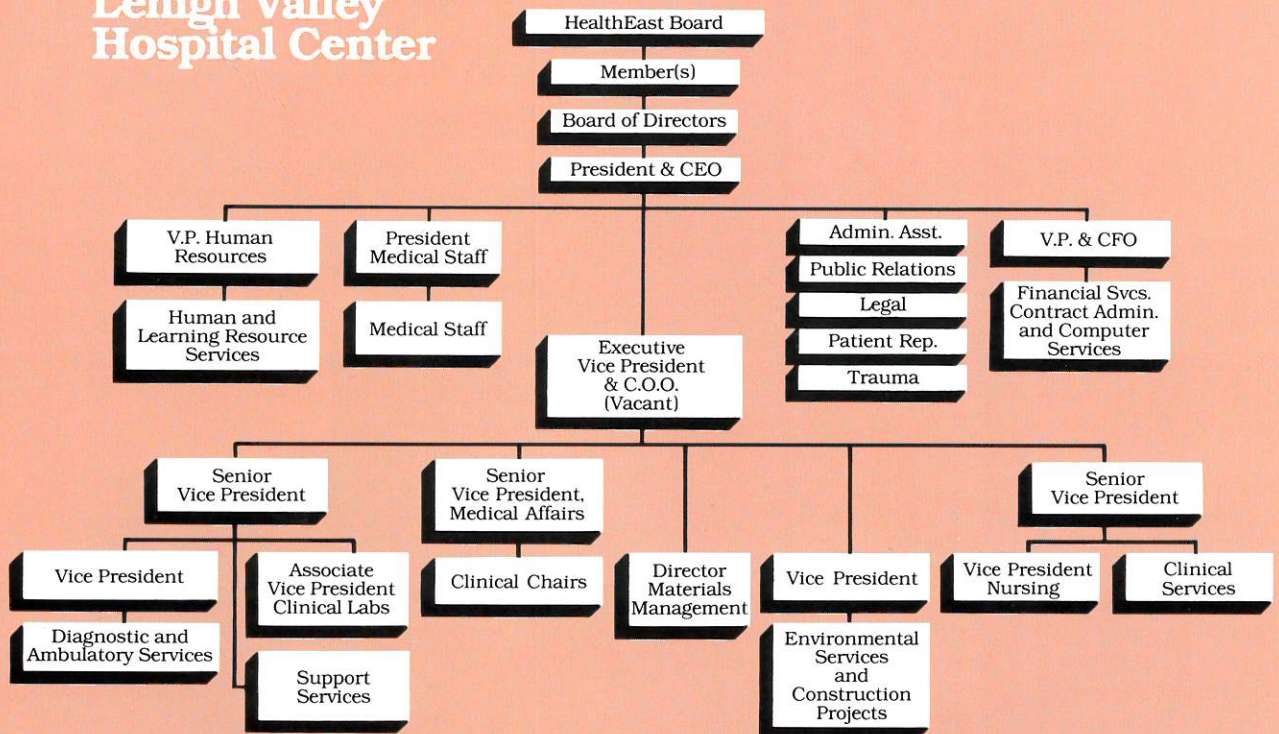 Lehigh Valley
Hospital Center
HealthEast Board
Member(s)
Board of Directors
President & CEO
V.P. Human
Resources
President
Medical Staff
Admin. Asst.
V.P. & CFO
Public Relations
Human and
Learning Resource
Services
Medical Staff
Legal
Financial Svcs.
Contract Admin.
and Computer
Services
Patient Rep.
Trauma
Executive
Vice President
& C.O.O.
(Vacant)
Senior
Vice President
Senior
Vice President,
Medical Affairs
Senior
Vice President
Vice President
Associate
Vice President
Clinical Labs
Clinical Chairs
Director
Materials
Management
Vice President
Vice President
Nursing
Clinical
Services
Diagnostic and
Ambulatory Services
Support
Services
Environmental
Services
and
Construction
Projects